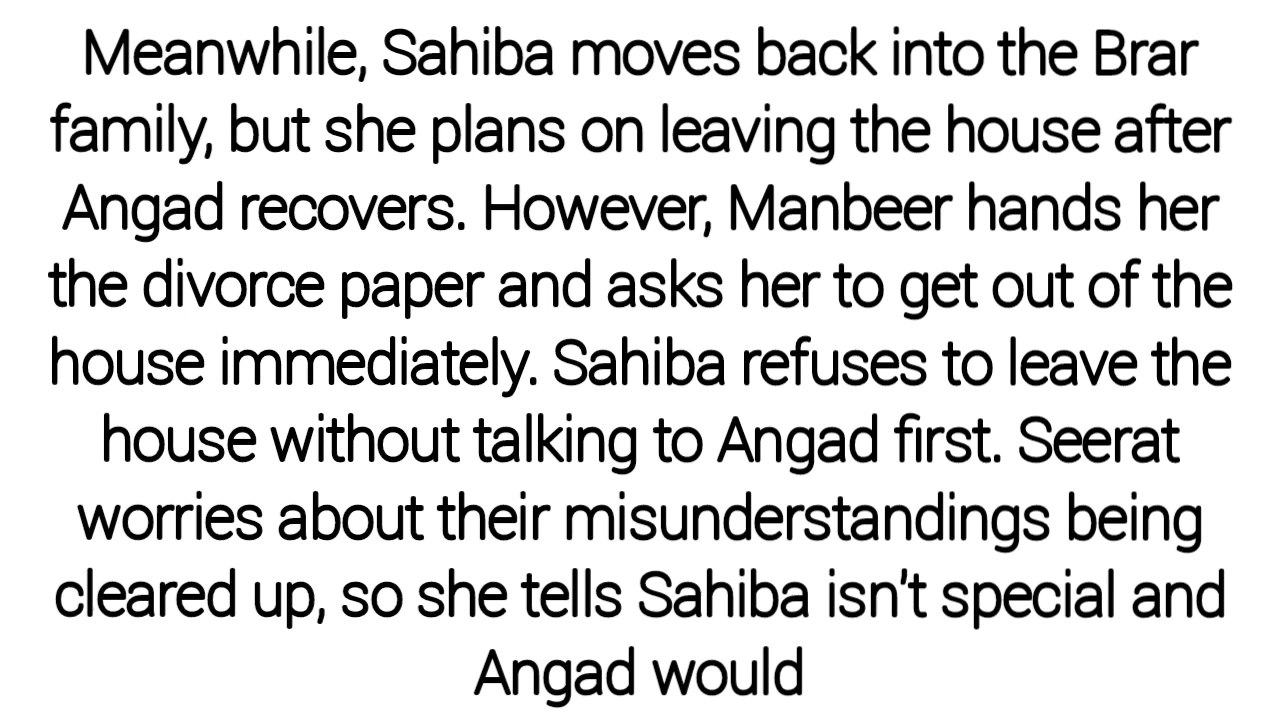 Meanwhile, Sahiba moves back into the Brar
family, but she plans on leaving the house after
Angad recovers. However, Manbeer hands her
the divorce paper and asks her to get out of the
house immediately. Sahiba refuses to leave the
house without talking to Angad first. Seerat
worries about their misunderstandings being
cleared up, so she tells Sahiba isn't special and
Angad would